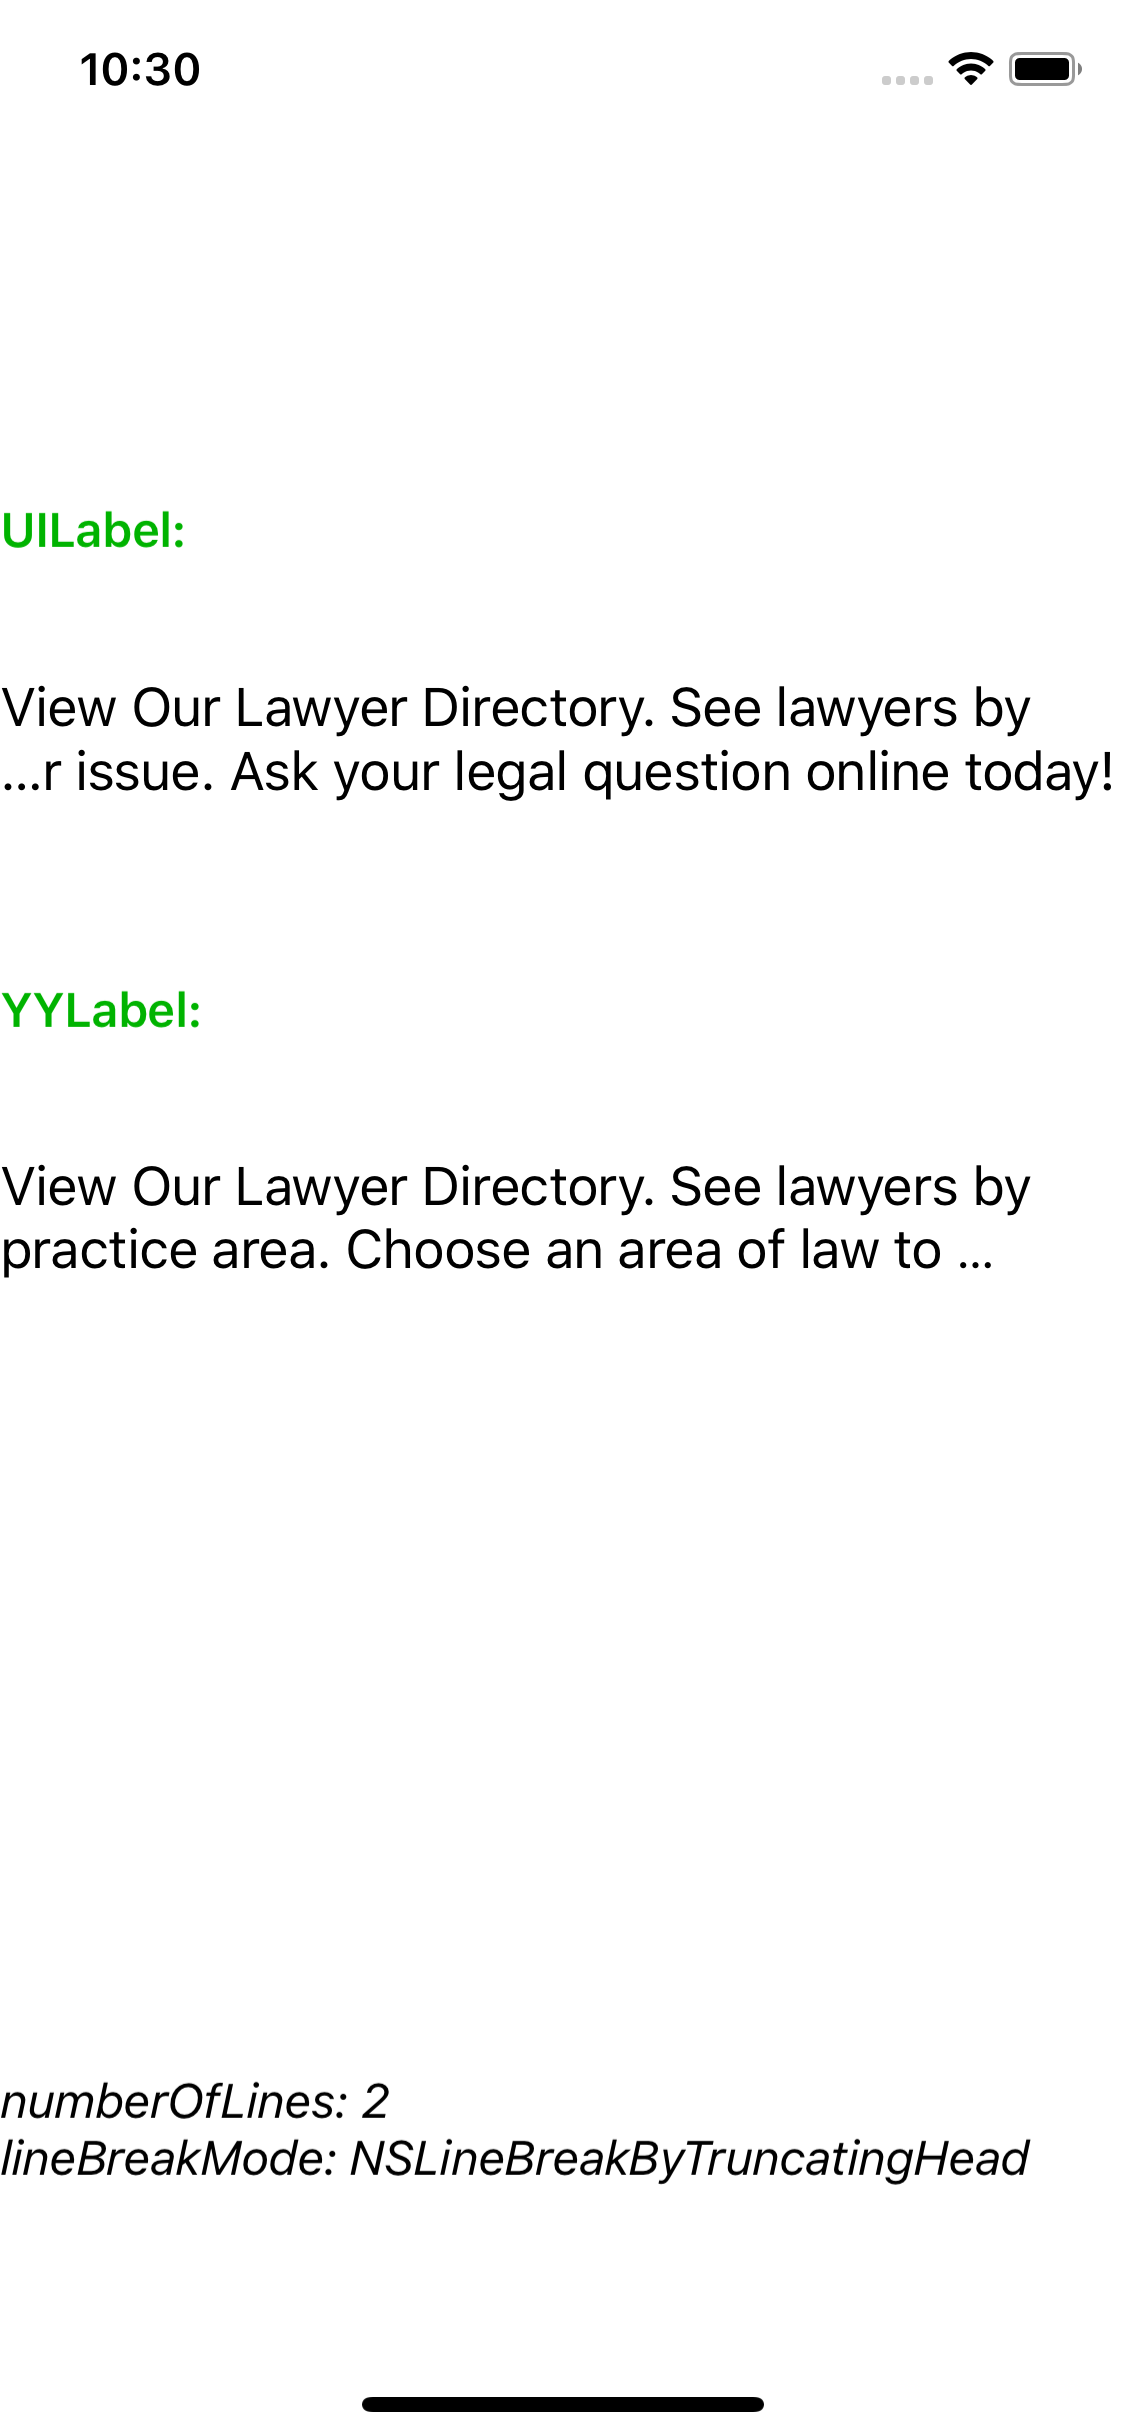 10:30
UILabel:
View Our Lawyer Directory. See lawyers by
...r issue. Ask your legal question online today!
YYLabel:
View Our Lawyer Directory. See lawyers by
practice area. Choose an area of law to ...
numberOfLines: 2
lineBreakMode: NSLineBreakByTruncatingHead